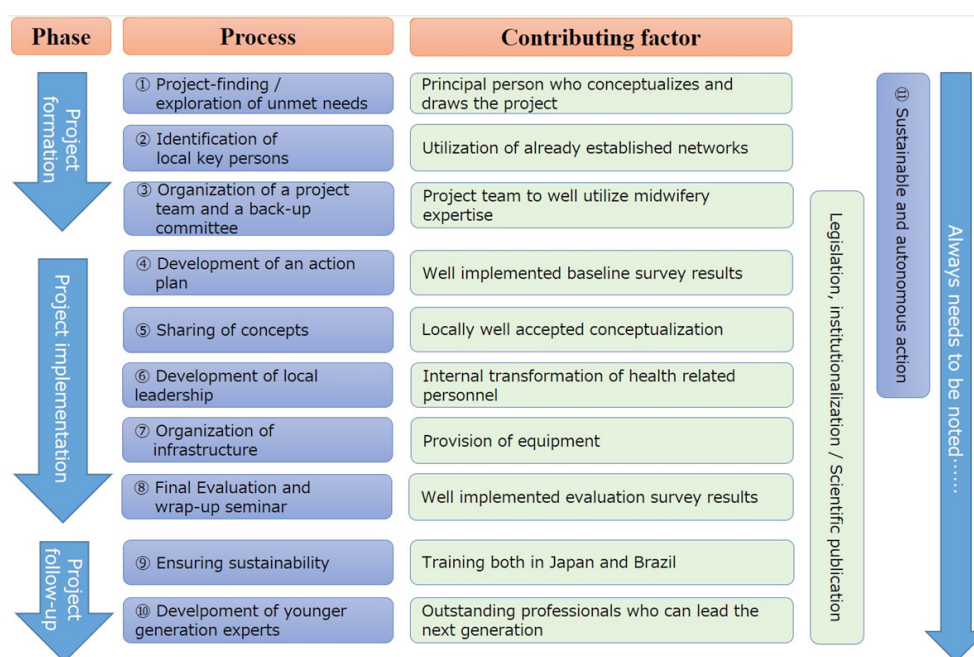 Phase
Process
Contributing factor
Project
formation
① Project-finding /
exploration of unmet needs
Principal person who conceptualizes and
draws the project
② Identification of
local key persons
Utilization of already established networks
③ Organization of a project
team and a back-up
committee
Project team to well utilize midwifery
expertise
Project implementation
④ Development of an action
plan
Well implemented baseline survey results
⑤ Sharing of concepts
Locally well accepted conceptualization
⑥ Development of local
leadership
Internal transformation of health related
personnel
⑦ Organization of
infrastructure
Provision of equipment
⑧ Final Evaluation and
wrap-up seminar
Well implemented evaluation survey results
Project
follow-up
⑨ Ensuring sustainability
Training both in Japan and Brazil
⑩ Develpoment of younger
generation experts
Outstanding professionals who can lead the
next generation
Legislation, institutionalization / Scientific publication
⑪ Sustainable and autonomous action
Always needs to be noted……